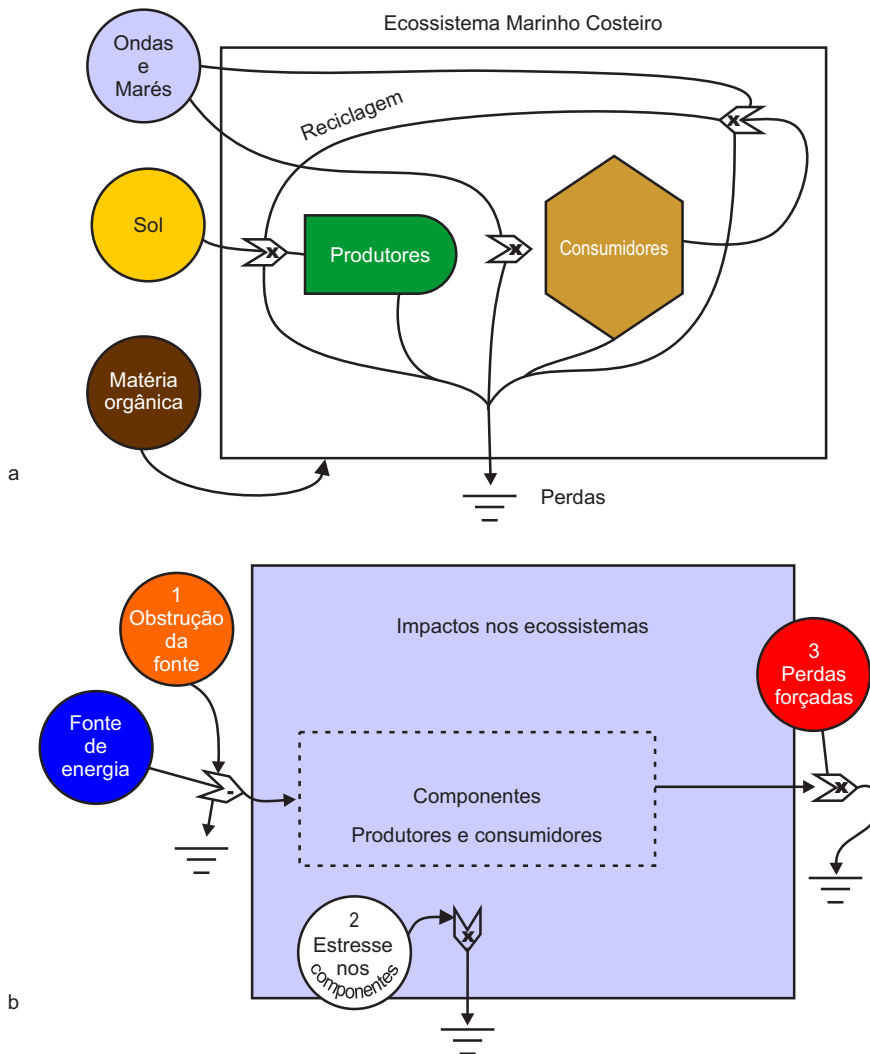 Ecossistema Marinho Costeiro
Ondas
e
Marés
Reciclagem
x
Sol
x
Produtores
x
Consumidores
Matéria
orgânica
a
Perdas
1
Obstrução
da
fonte
Impactos nos ecossistemas
3
Perdas
forçadas
Fonte
de
energia
-
Componentes
Produtores e consumidores
x
2
Estresse
nos
componentes
x
b